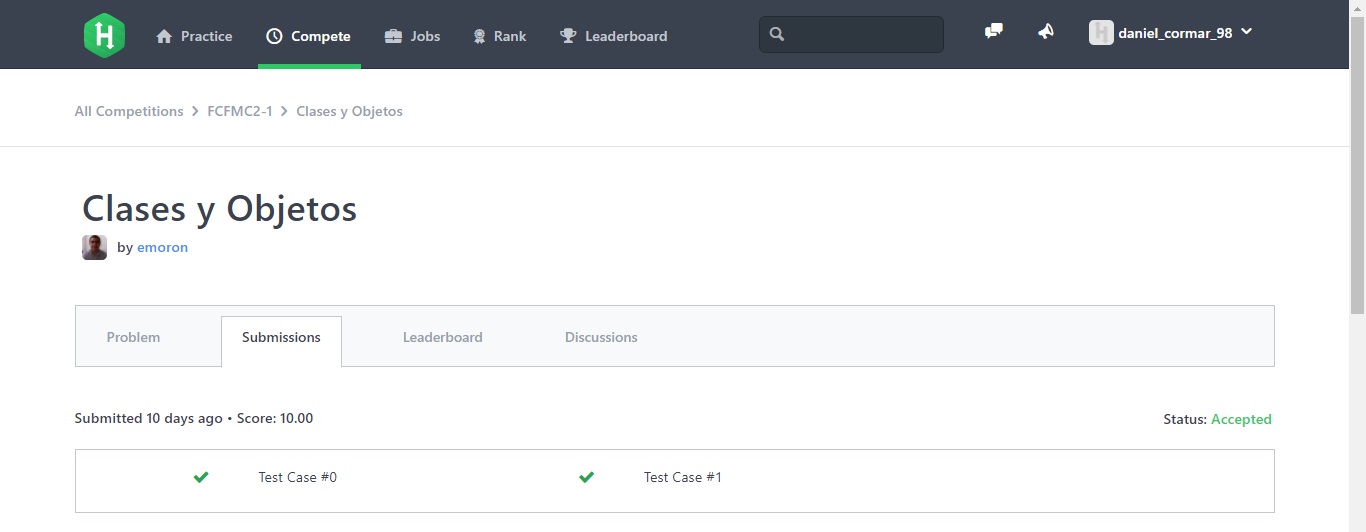 H Practice Compete Jobs Rank Leaderboard daniel_cormar_98
All Competitions > FCFMC2-1 > Clases y Objetos
Clases y Objetos
by emoron
Problem Submissions Leaderboard Discussions
Submitted 10 days ago • Score: 10.00 Status: Accepted
Test Case #0 Test Case #1